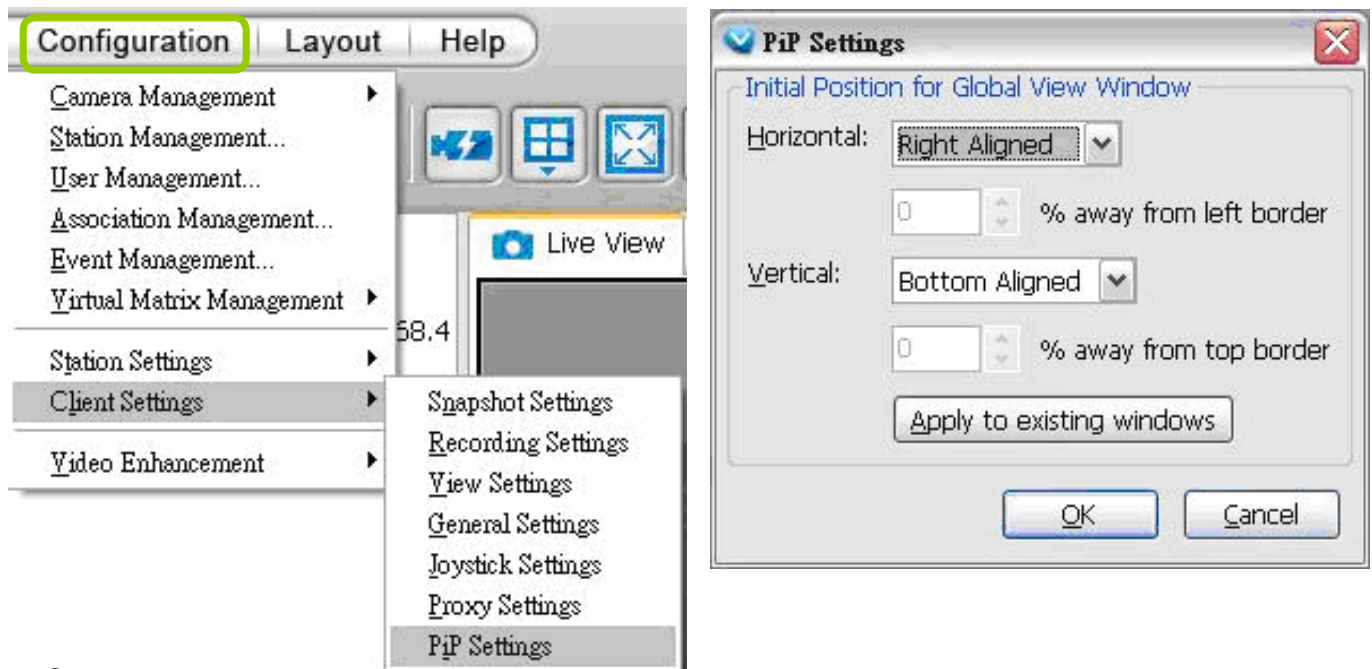 Configuration Layout Help
Camera Management
Station Management...
User Management...
Association Management...
Event Management...
Virtual Matrix Management
Station Settings
Client Settings
Video Enhancement
Live View
68.4
Snapshot Settings
Recording Settings
View Settings
General Settings
Joystick Settings
Proxy Settings
PiP Settings
PiP Settings
Initial Position for Global View Window
Horizontal: Right Aligned
0 % away from left border
Vertical: Bottom Aligned
0 % away from top border
Apply to existing windows
OK Cancel